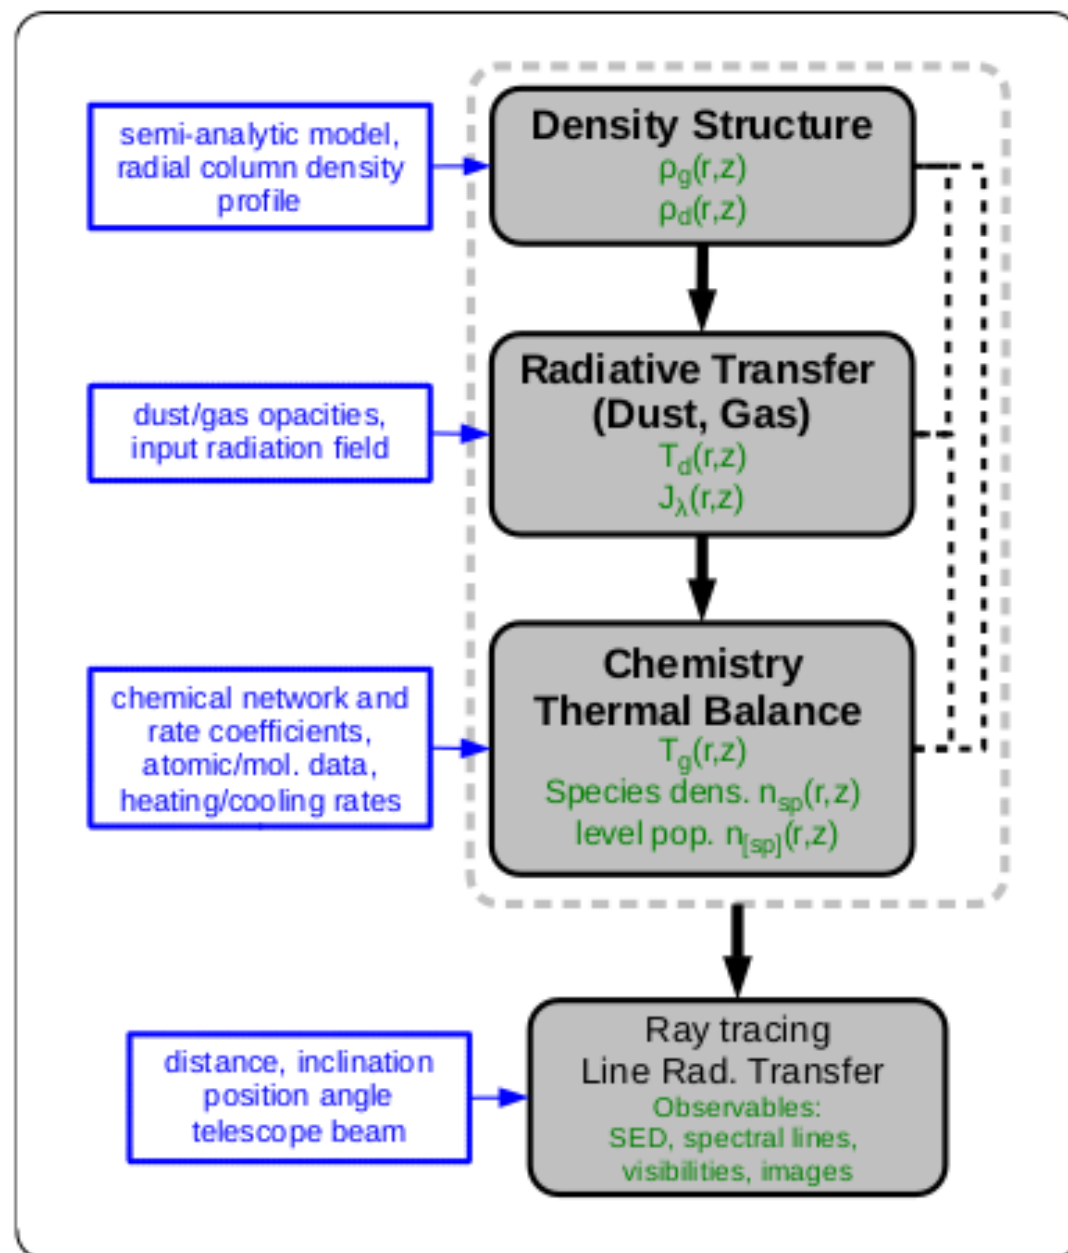 semi-analytic model,
radial column density
profile
Density Structure
ρg(r,z)
ρd(r,z)
dust/gas opacities,
input radiation field
Radiative Transfer
(Dust, Gas)
Td(r,z)
Jλ(r,z)
chemical network and
rate coefficients,
atomic/mol. data,
heating/cooling rates
Chemistry
Thermal Balance
Tg(r,z)
Species dens. nsp(r,z)
level pop. n[sp](r,z)
distance, inclination
position angle
telescope beam
Ray tracing
Line Rad. Transfer
Observables:
SED, spectral lines,
visibilities, images